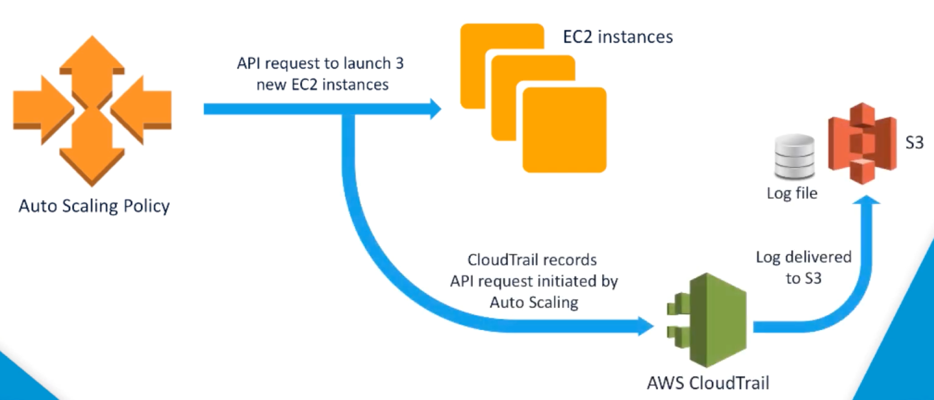 API request to launch 3
new EC2 instances
EC2 instances
Auto Scaling Policy
S3
Log file
CloudTrail records
API request initiated by
Auto Scaling
Log delivered
to S3
AWS CloudTrail